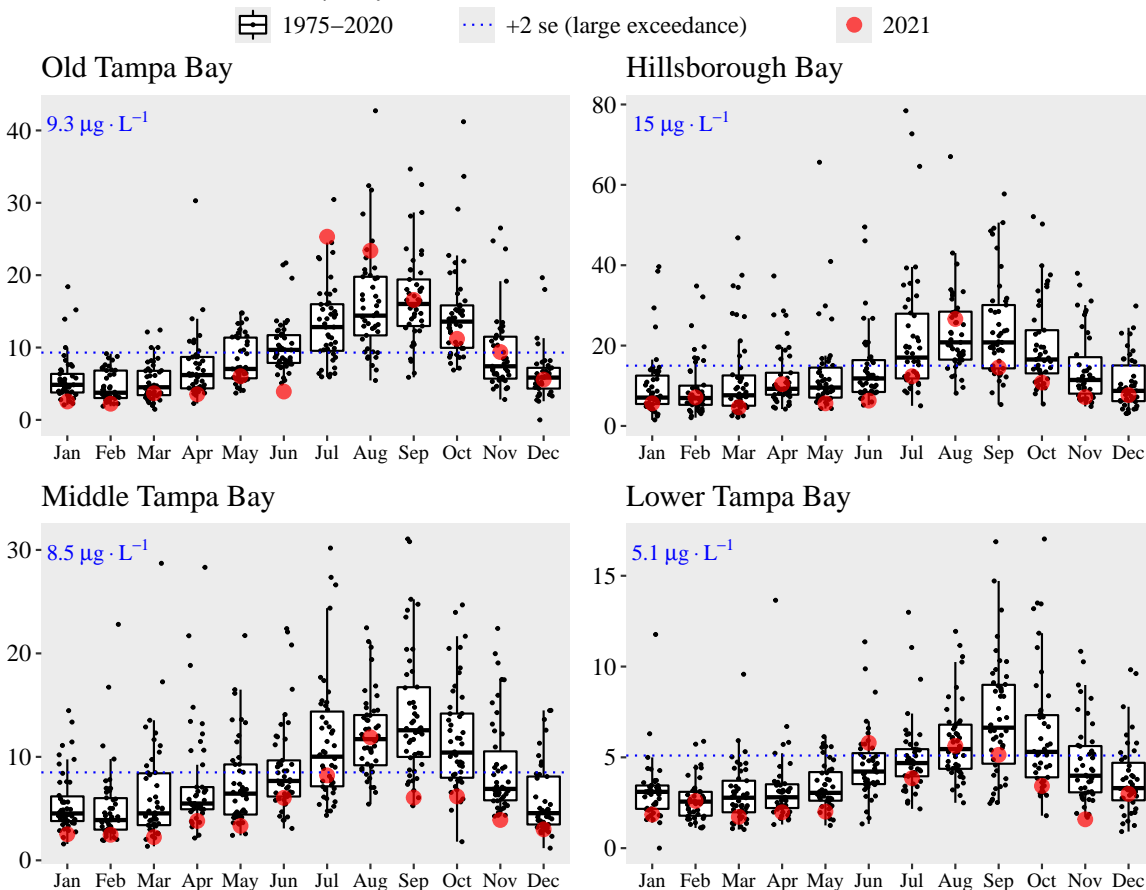 1975−2020 +2 se (large exceedance) 2021
Old Tampa Bay
9.3 μg · L⁻¹
40
30
20
10
0
Jan Feb Mar Apr May Jun Jul Aug Sep Oct Nov Dec
Hillsborough Bay
15 μg · L⁻¹
80
60
40
20
0
Jan Feb Mar Apr May Jun Jul Aug Sep Oct Nov Dec
Middle Tampa Bay
8.5 μg · L⁻¹
30
20
10
0
Jan Feb Mar Apr May Jun Jul Aug Sep Oct Nov Dec
Lower Tampa Bay
5.1 μg · L⁻¹
15
10
5
0
Jan Feb Mar Apr May Jun Jul Aug Sep Oct Nov Dec